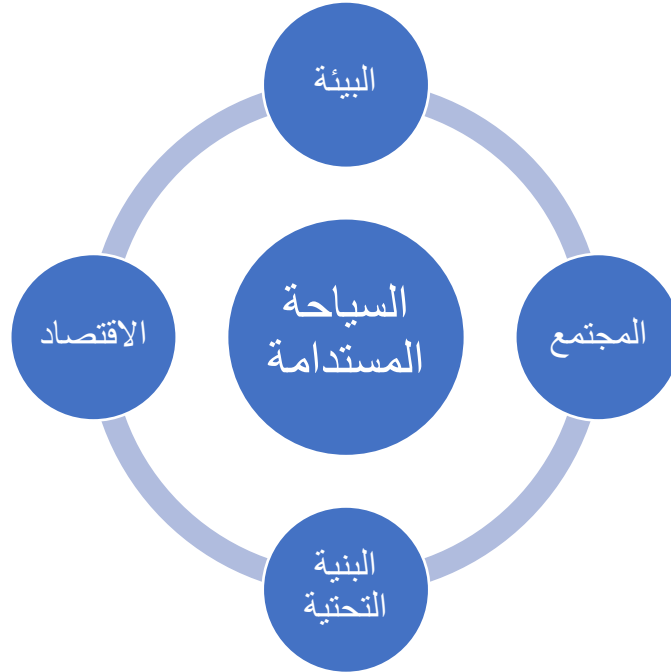 البيئة
المجتمع
البنية
التحتية
الاقتصاد
السياحة
المستدامة